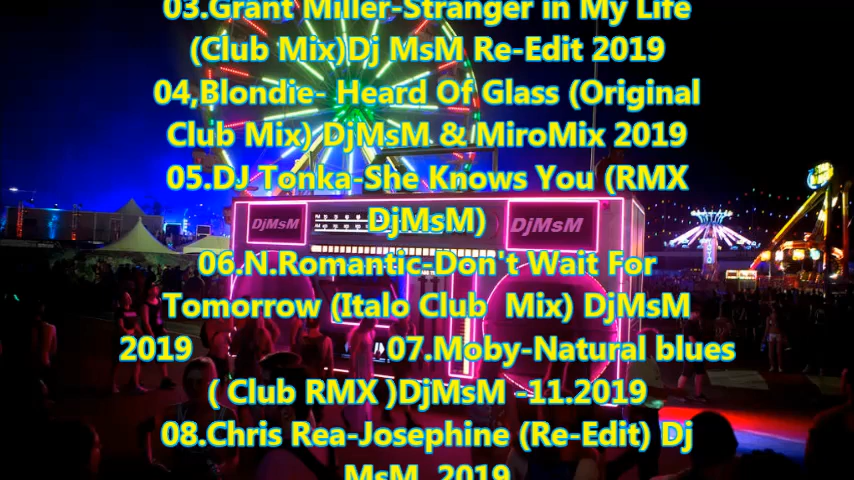 03.Grant Miller-Stranger in My Life
(Club Mix)Dj MsM Re-Edit 2019
04,Blondie- Heard Of Glass (Original
Club Mix) DjMsM & MiroMix 2019
05.DJ Tonka-She Knows You (RMX
DjMsM)
DjMsM
DjMsM
06.N.Romantic-Don't Wait For
Tomorrow (Italo Club  Mix) DjMsM
2019 07.Moby-Natural blues
( Club RMX )DjMsM -11.2019
08.Chris Rea-Josephine (Re-Edit) Dj
MsM  2019